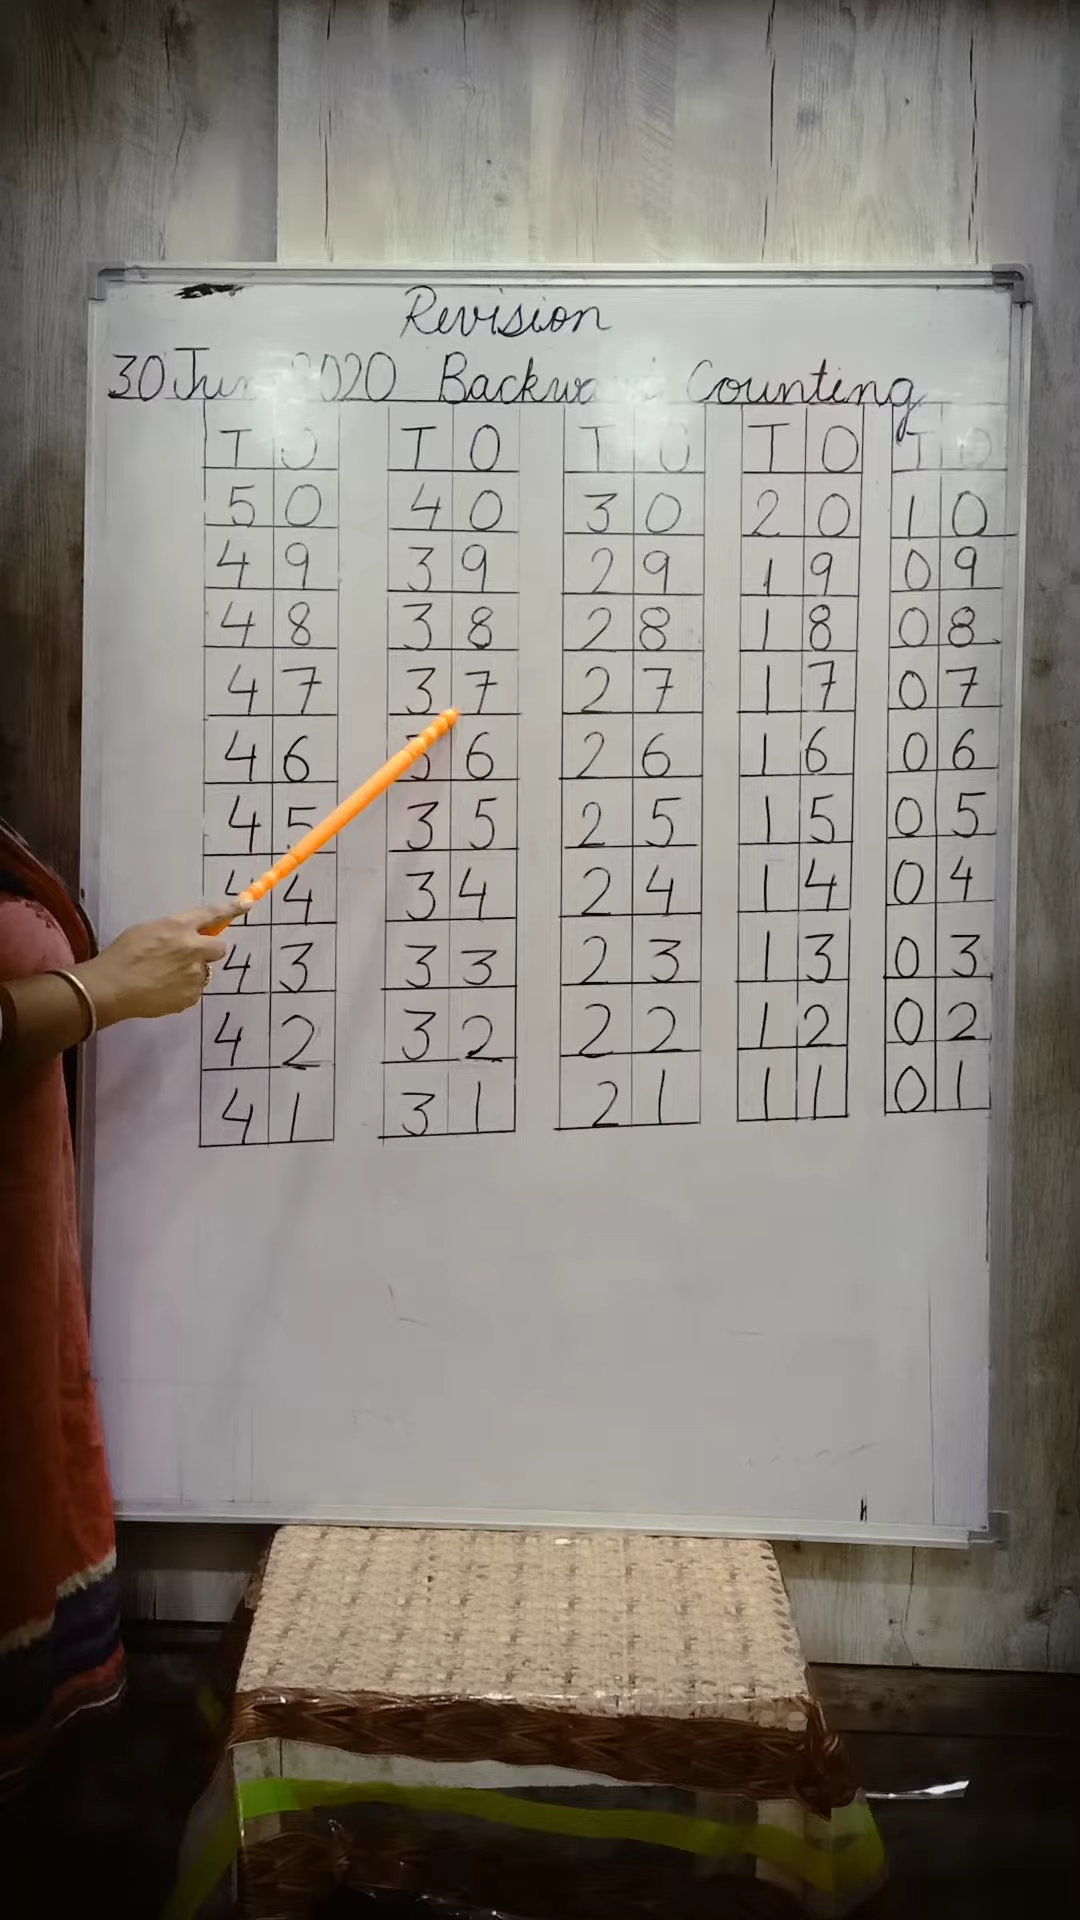 Revision
30 Jun 2020 Backward Counting
T O T O T O T O T O
5 0 4 0 3 0 2 0 1 0
4 9 3 9 2 9 1 9 0 9
4 8 3 8 2 8 1 8 0 8
4 7 3 7 2 7 1 7 0 7
4 6 3 6 2 6 1 6 0 6
4 5 3 5 2 5 1 5 0 5
4 4 3 4 2 4 1 4 0 4
4 3 3 3 2 3 1 3 0 3
4 2 3 2 2 2 1 2 0 2
4 1 3 1 2 1 1 1 0 1